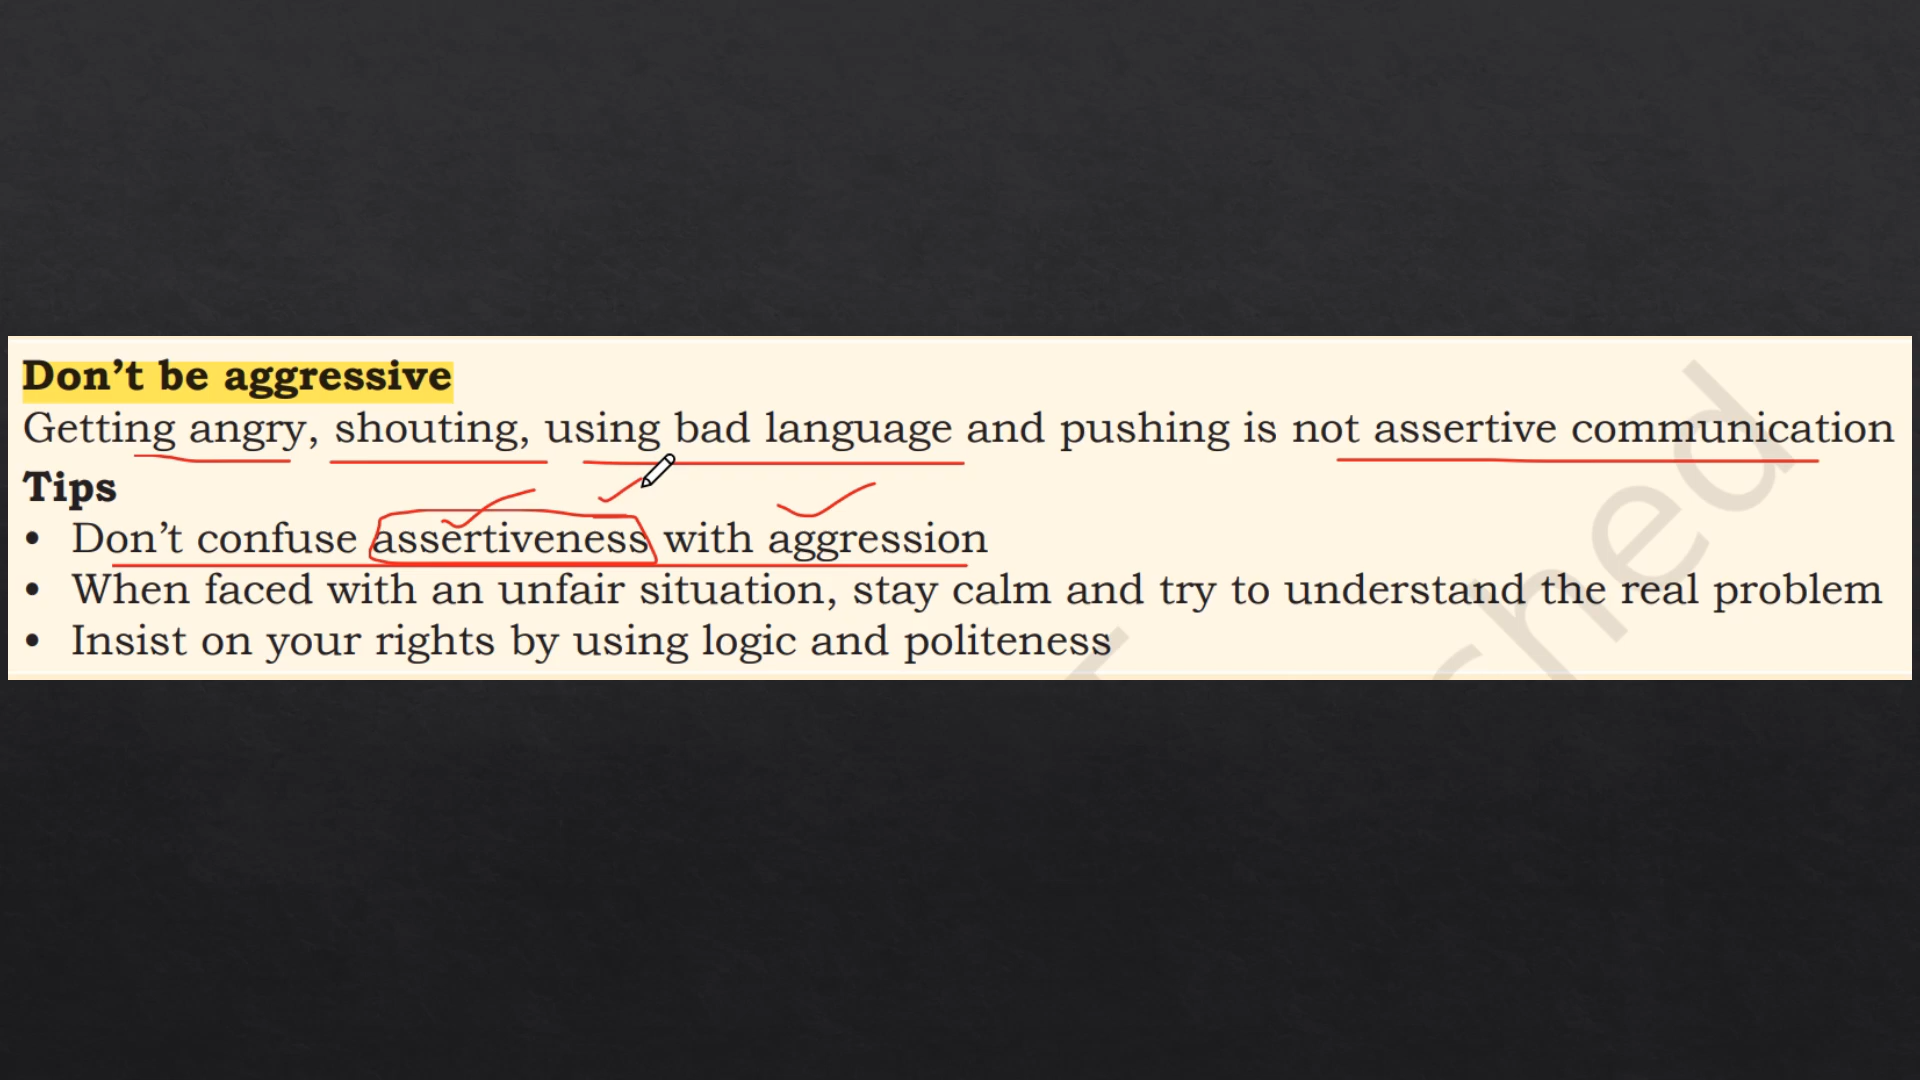 Don't be aggressive
Getting angry, shouting, using bad language and pushing is not assertive communication
Tips
• Don't confuse assertiveness with aggression
• When faced with an unfair situation, stay calm and try to understand the real problem
• Insist on your rights by using logic and politeness
shed